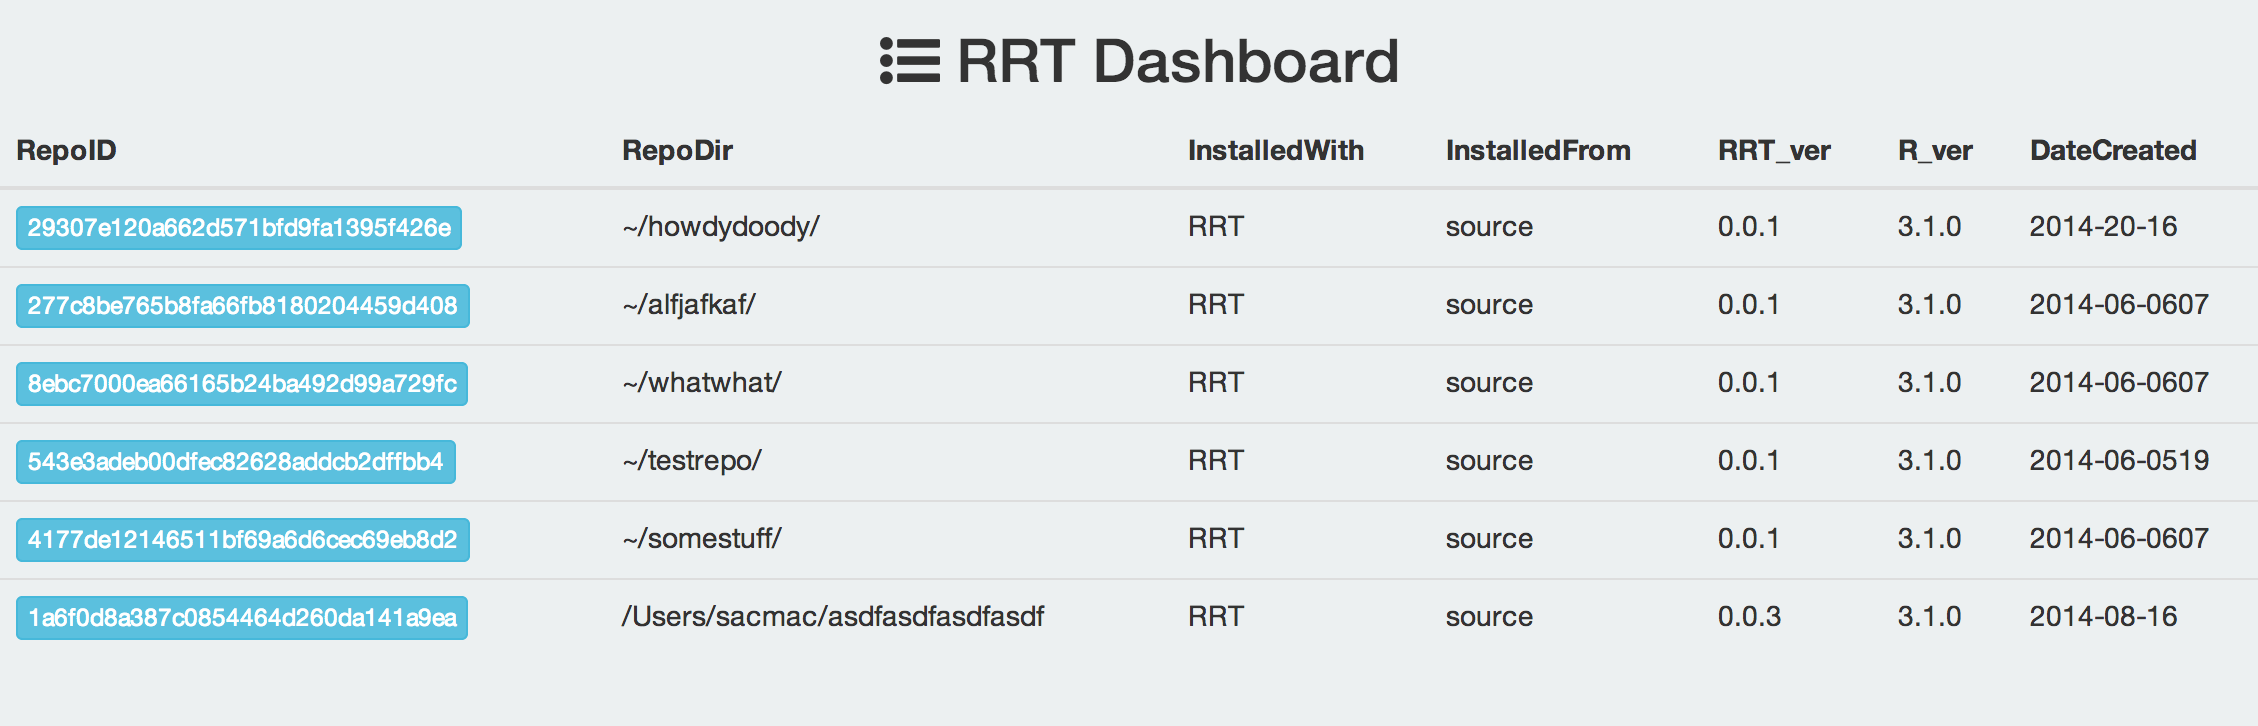 RRT Dashboard
RepoID RepoDir InstalledWith InstalledFrom RRT_ver R_ver DateCreated
29307e120a662d571bfd9fa1395f426e ~/howdydoody/ RRT source 0.0.1 3.1.0 2014-20-16
277c8be765b8fa66fb8180204459d408 ~/alfjafkaf/ RRT source 0.0.1 3.1.0 2014-06-0607
8ebc7000ea66165b24ba492d99a729fc ~/whatwhat/ RRT source 0.0.1 3.1.0 2014-06-0607
543e3adeb00dfec82628addcb2dffbb4 ~/testrepo/ RRT source 0.0.1 3.1.0 2014-06-0519
4177de12146511bf69a6d6cec69eb8d2 ~/somestuff/ RRT source 0.0.1 3.1.0 2014-06-0607
1a6f0d8a387c0854464d260da141a9ea /Users/sacmac/asdfasdfasdfasdf RRT source 0.0.3 3.1.0 2014-08-16